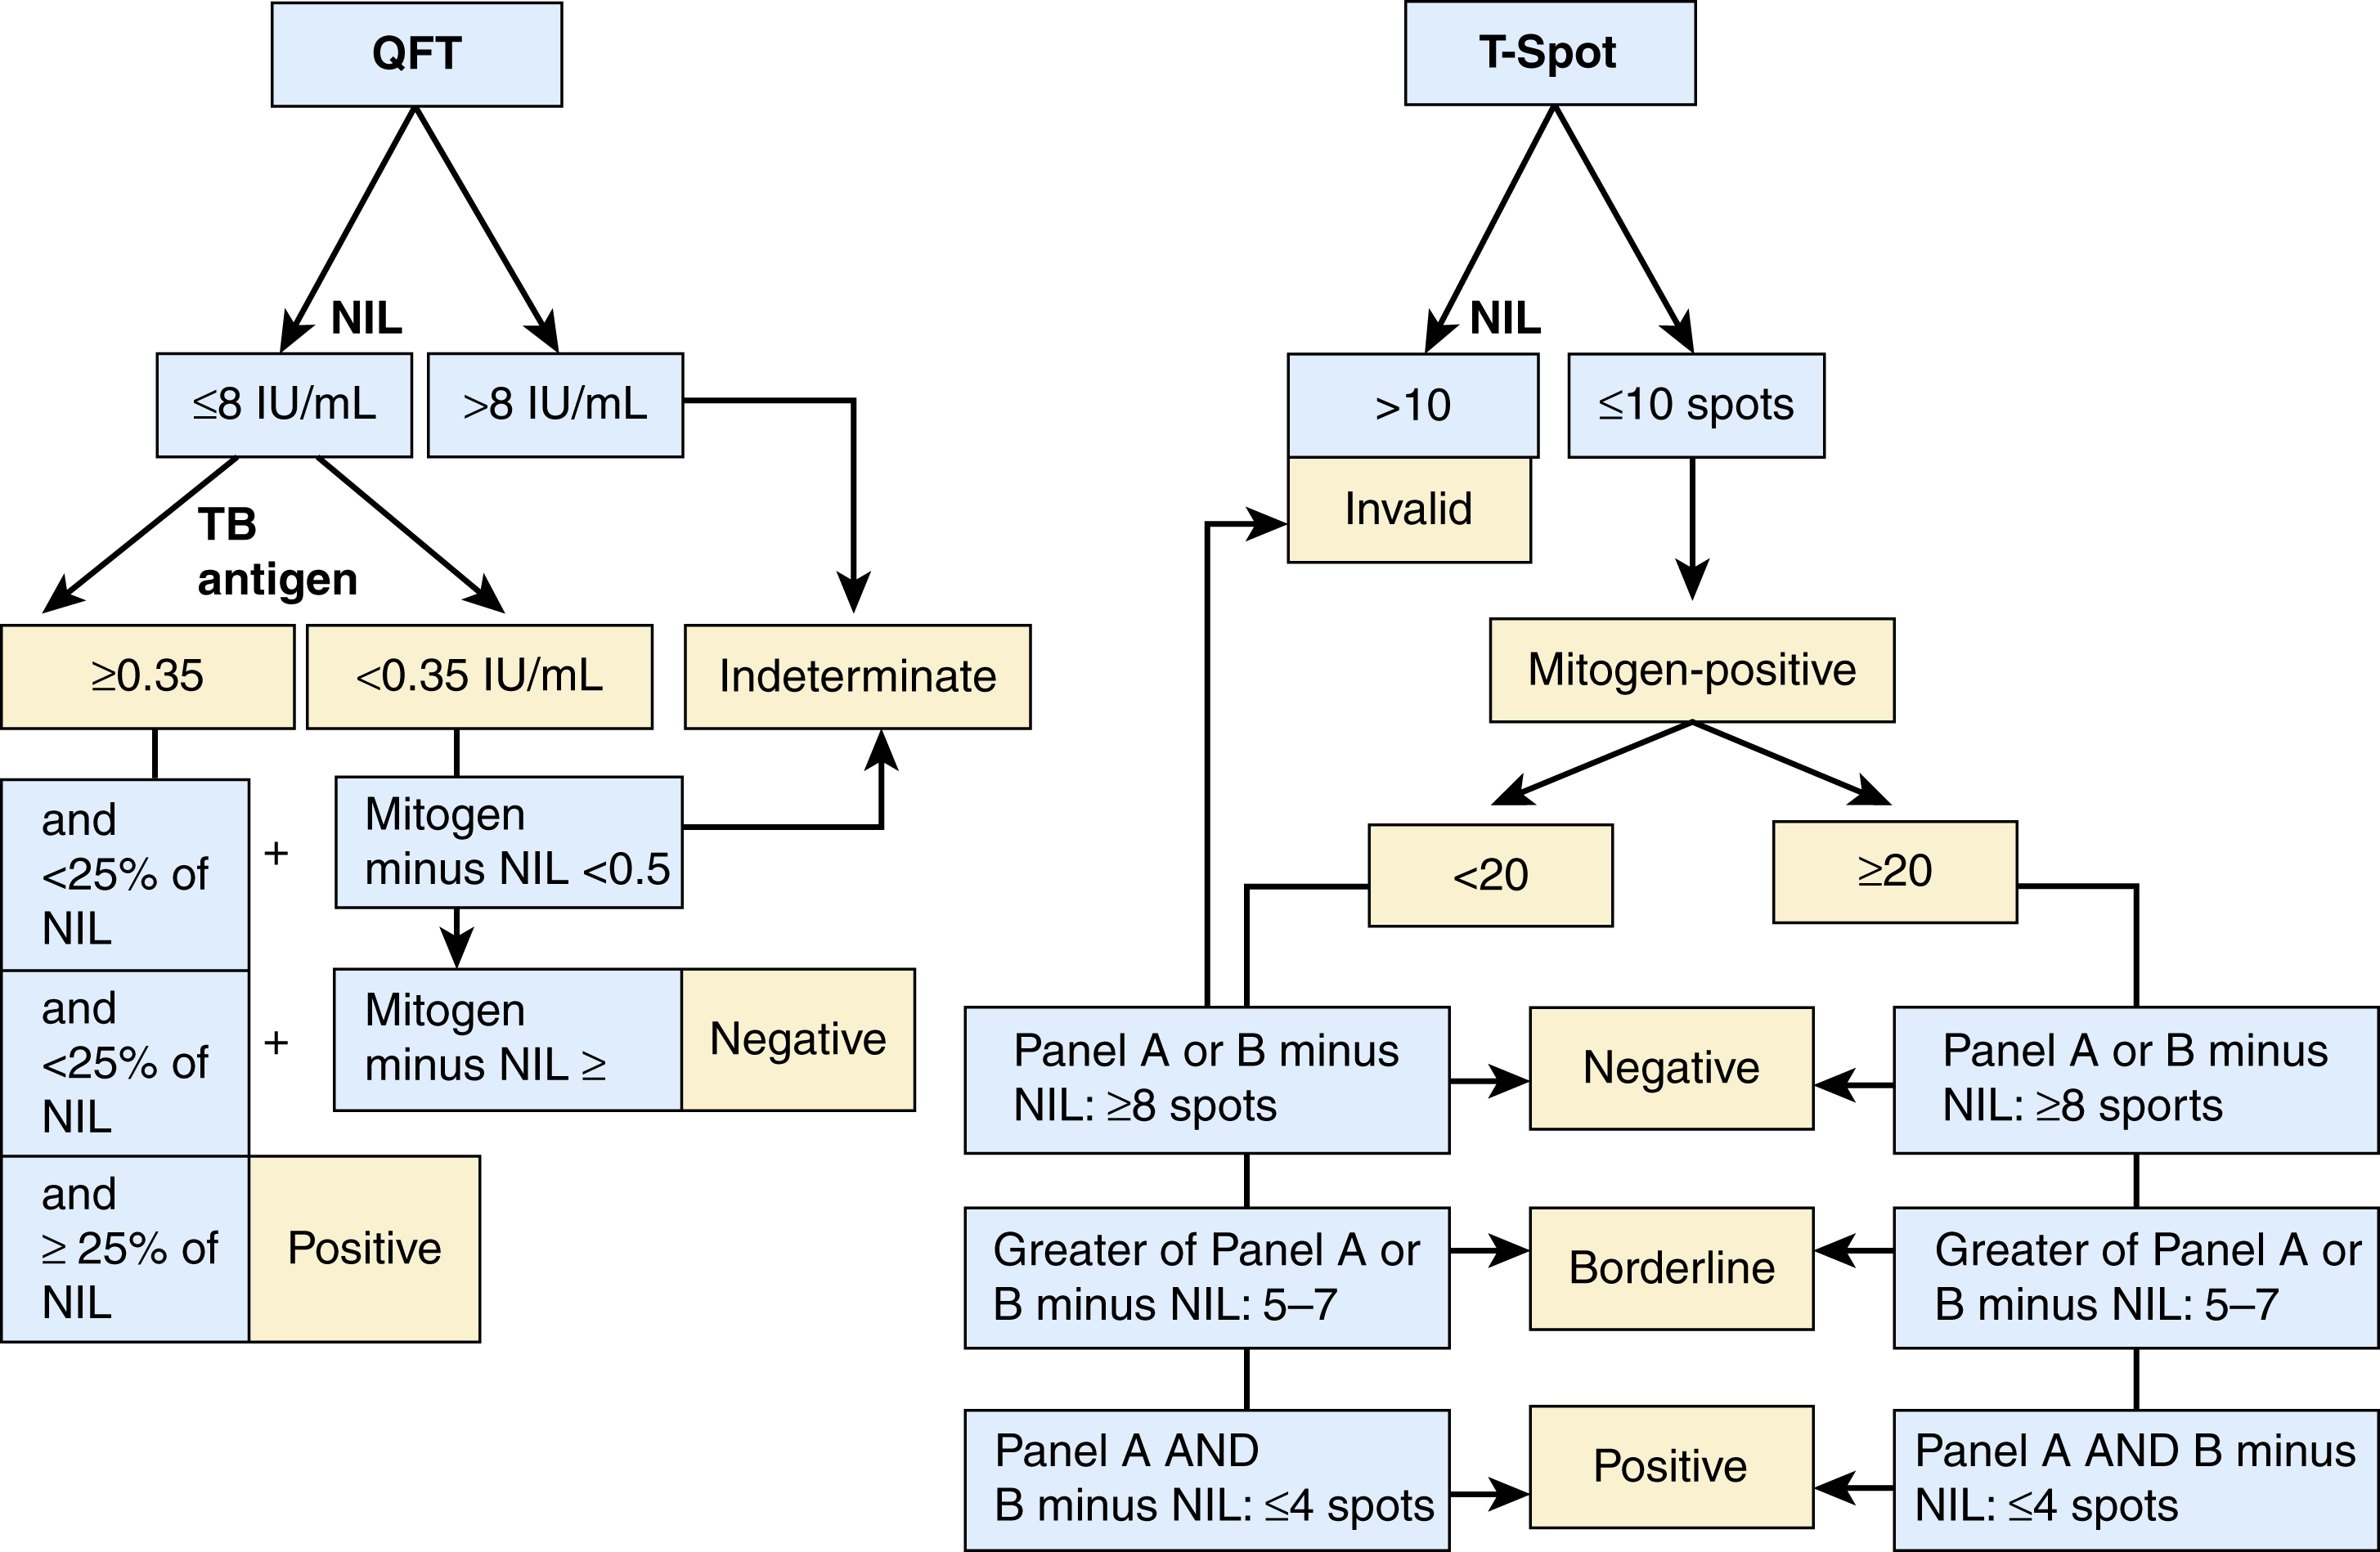 QFT
NIL
≤8 IU/mL
>8 IU/mL
TB
antigen
≥0.35
<0.35 IU/mL
Indeterminate
and
<25% of
NIL
+
Mitogen
minus NIL <0.5
and
<25% of
NIL
+
Mitogen
minus NIL ≥
Negative
and
≥ 25% of
NIL
Positive
T-Spot
NIL
>10
≤10 spots
Invalid
Mitogen-positive
<20
≥20
Panel A or B minus
NIL: ≥8 spots
Negative
Panel A or B minus
NIL: ≥8 sports
Greater of Panel A or
B minus NIL: 5–7
Borderline
Greater of Panel A or
B minus NIL: 5–7
Panel A AND
B minus NIL: ≤4 spots
Positive
Panel A AND B minus
NIL: ≤4 spots